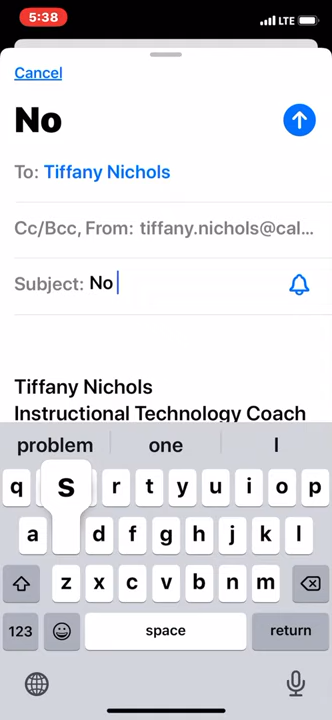 5:38
LTE
Cancel
No
To: Tiffany Nichols
Cc/Bcc, From: tiffany.nichols@cal...
Subject: No
Tiffany Nichols
Instructional Technology Coach
problem one I
q S r t y u i o p
a d f g h j k l
z x c v b n m
123 space return